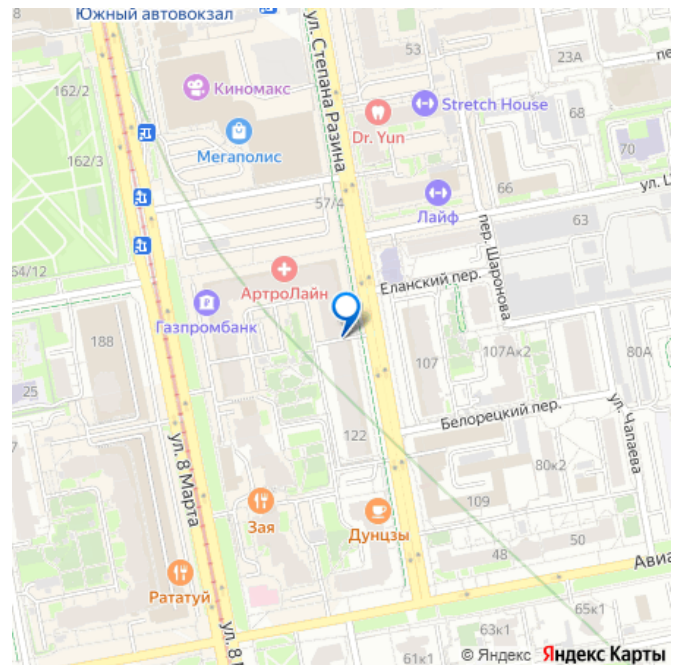 Южный автовокзал
ул. Степана Разина
53
23А
162/2
Киномакс
Stretch House
Dr. Yun
68
Мегаполис
70
162/3
66
ул. Ц
57/4
Лайф
63
пер. Шаронова
54/12
Еланский пер.
АртроЛайн
Газпромбанк
188
107
107Ак2
80А
25
Белорецкий пер.
ул. Чапаева
ул. 8 Марта
122
80к2
109
Зая
Дунцзы
50
48
Авиа
Рататуй
65к1
63к1
61к1
© Яндекс Яндекс Карты